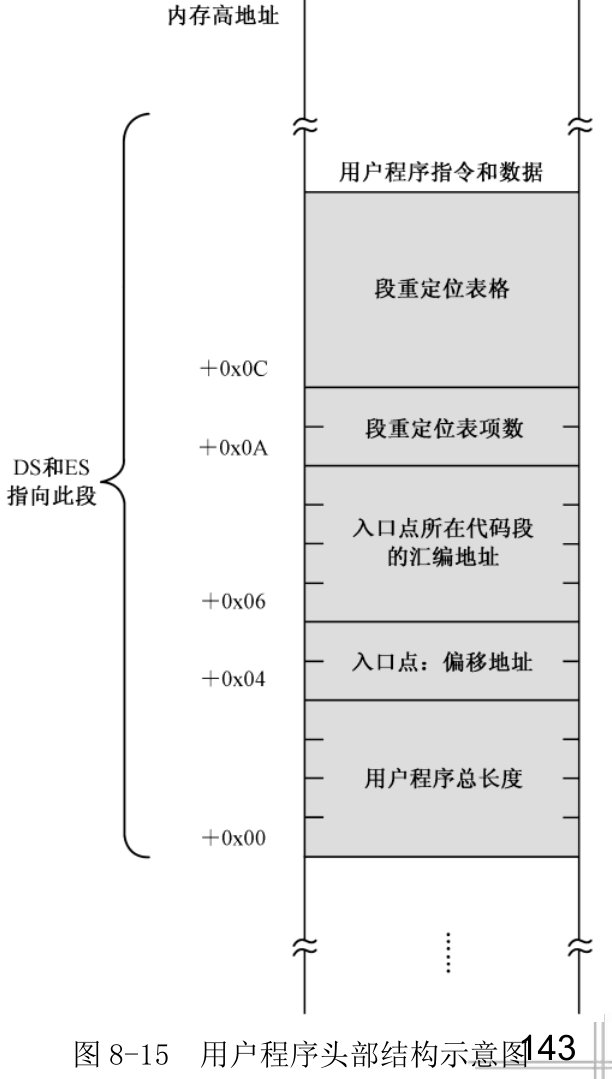 内存高地址
用户程序指令和数据
段重定位表格
+0x0C
段重定位表项数
+0x0A
DS和ES
指向此段
入口点所在代码段
的汇编地址
+0x06
入口点：偏移地址
+0x04
用户程序总长度
+0x00
图 8-15 用户程序头部结构示意图
143